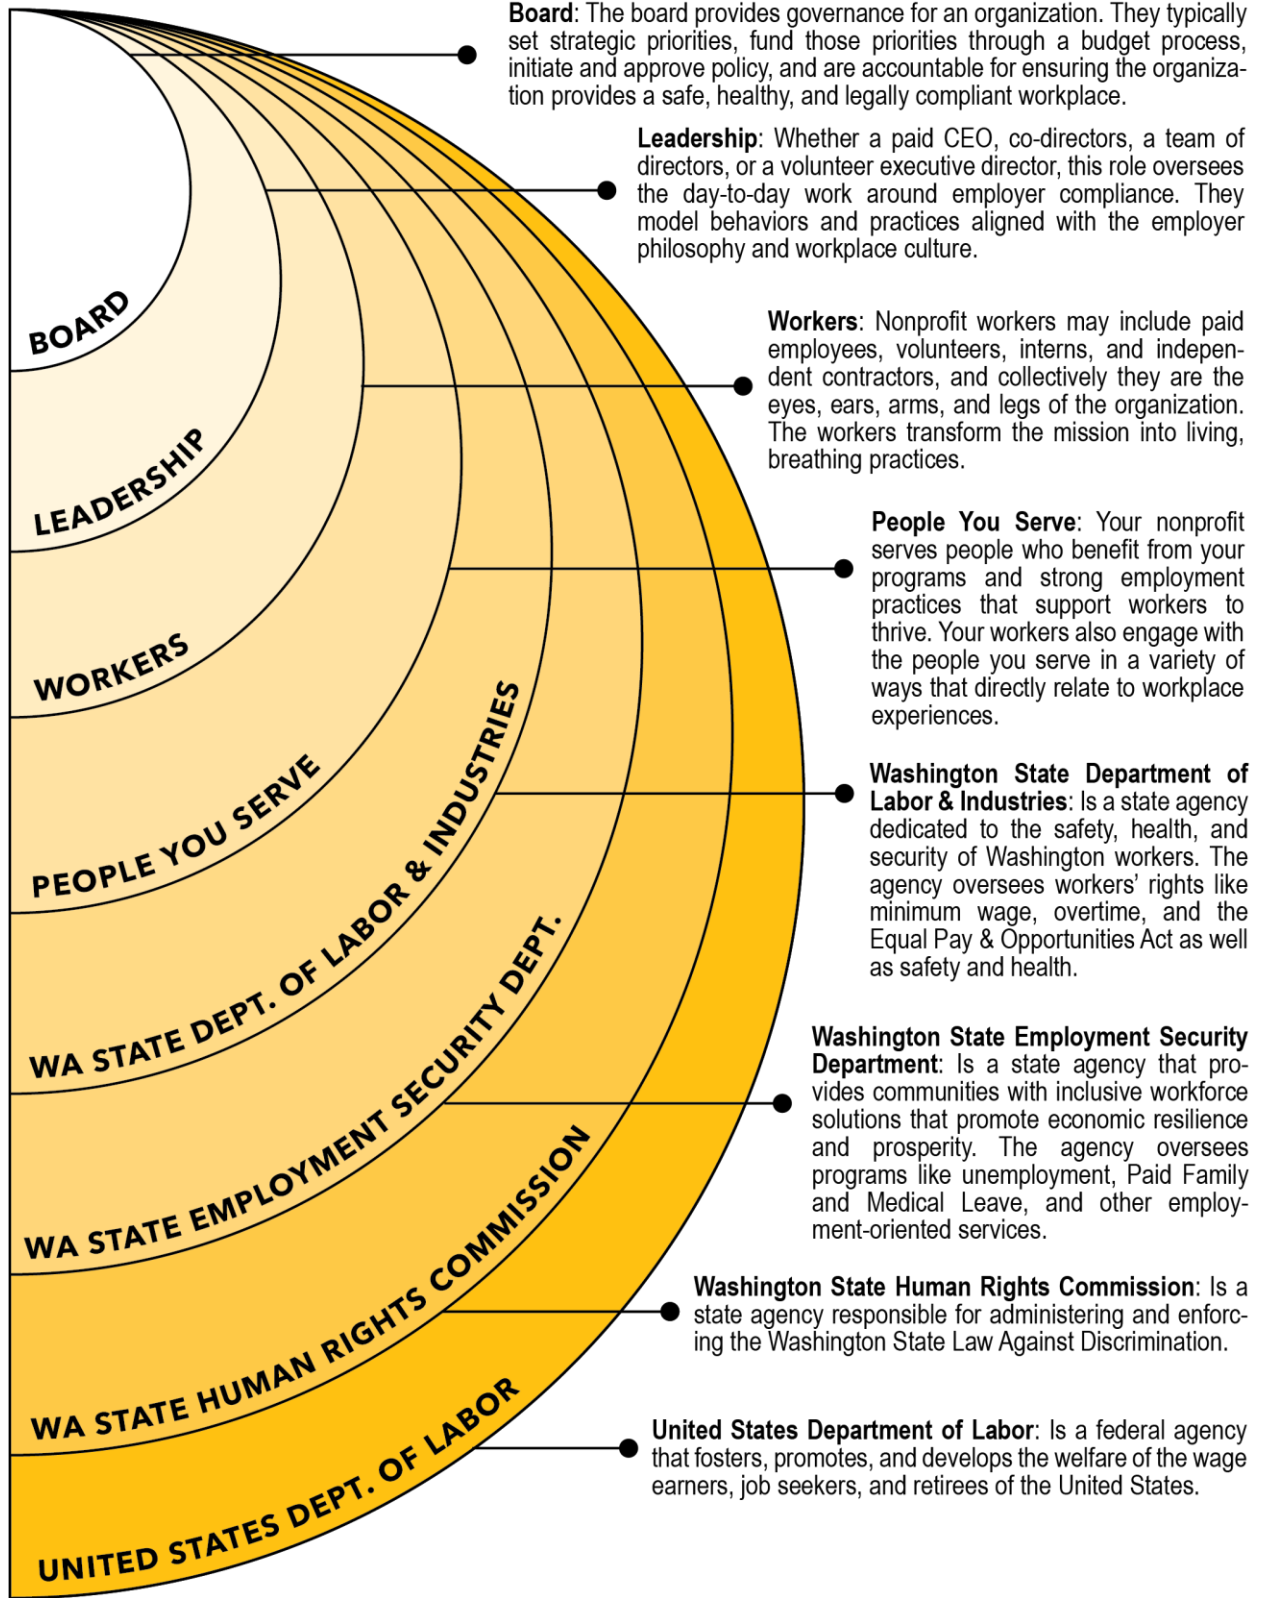 Board: The board provides governance for an organization. They typically
set strategic priorities, fund those priorities through a budget process,
initiate and approve policy, and are accountable for ensuring the organiza-
tion provides a safe, healthy, and legally compliant workplace.
Leadership: Whether a paid CEO, co-directors, a team of
directors, or a volunteer executive director, this role oversees
the day-to-day work around employer compliance. They
model behaviors and practices aligned with the employer
philosophy and workplace culture.
Workers: Nonprofit workers may include paid
employees, volunteers, interns, and indepen-
dent contractors, and collectively they are the
eyes, ears, arms, and legs of the organization.
The workers transform the mission into living,
breathing practices.
People You Serve: Your nonprofit
serves people who benefit from your
programs and strong employment
practices that support workers to
thrive. Your workers also engage with
the people you serve in a variety of
ways that directly relate to workplace
experiences.
Washington State Department of
Labor & Industries: Is a state agency
dedicated to the safety, health, and
security of Washington workers. The
agency oversees workers' rights like
minimum wage, overtime, and the
Equal Pay & Opportunities Act as well
as safety and health.
Washington State Employment Security
Department: Is a state agency that pro-
vides communities with inclusive workforce
solutions that promote economic resilience
and prosperity. The agency oversees
programs like unemployment, Paid Family
and Medical Leave, and other employ-
ment-oriented services.
Washington State Human Rights Commission: Is a
state agency responsible for administering and enforc-
ing the Washington State Law Against Discrimination.
United States Department of Labor: Is a federal agency
that fosters, promotes, and develops the welfare of the wage
earners, job seekers, and retirees of the United States.
BOARD
LEADERSHIP
WORKERS
PEOPLE YOU SERVE
WA STATE DEPT. OF LABOR & INDUSTRIES
WA STATE EMPLOYMENT SECURITY DEPT.
WA STATE HUMAN RIGHTS COMMISSION
UNITED STATES DEPT. OF LABOR